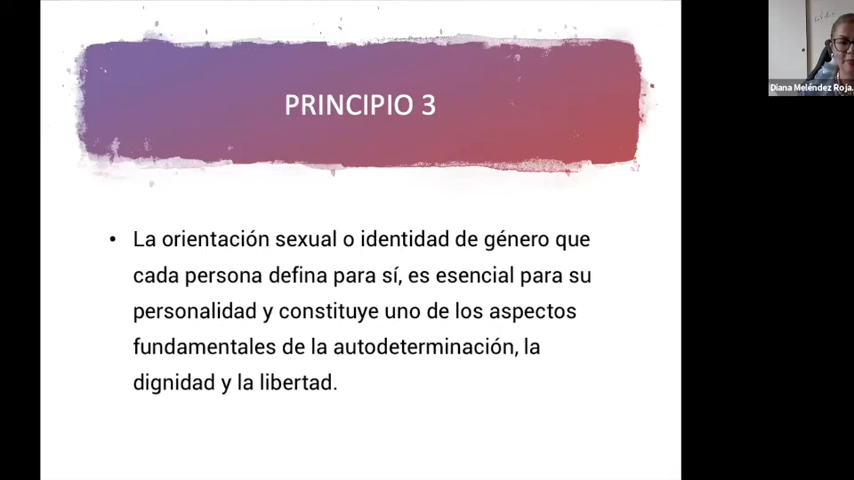 PRINCIPIO 3
• La orientación sexual o identidad de género que
cada persona defina para sí, es esencial para su
personalidad y constituye uno de los aspectos
fundamentales de la autodeterminación, la
dignidad y la libertad.
Diana Meléndez Roja.